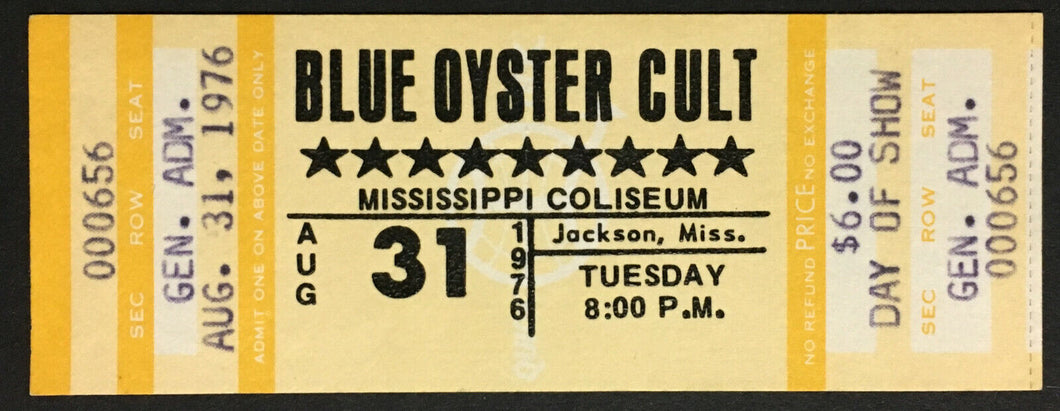 000656
SEC ROW SEAT
GEN. ADM.
AUG. 31, 1976
ADMIT ONE ON ABOVE DATE ONLY
BLUE OYSTER CULT
★★★★★★★★★
MISSISSIPPI COLISEUM
AUG
31
1976
Jackson, Miss.
TUESDAY
8:00 P.M.
NO REFUND PRICE NO EXCHANGE
$6.00
DAY OF SHOW
SEC ROW SEAT
GEN. ADM.
000656